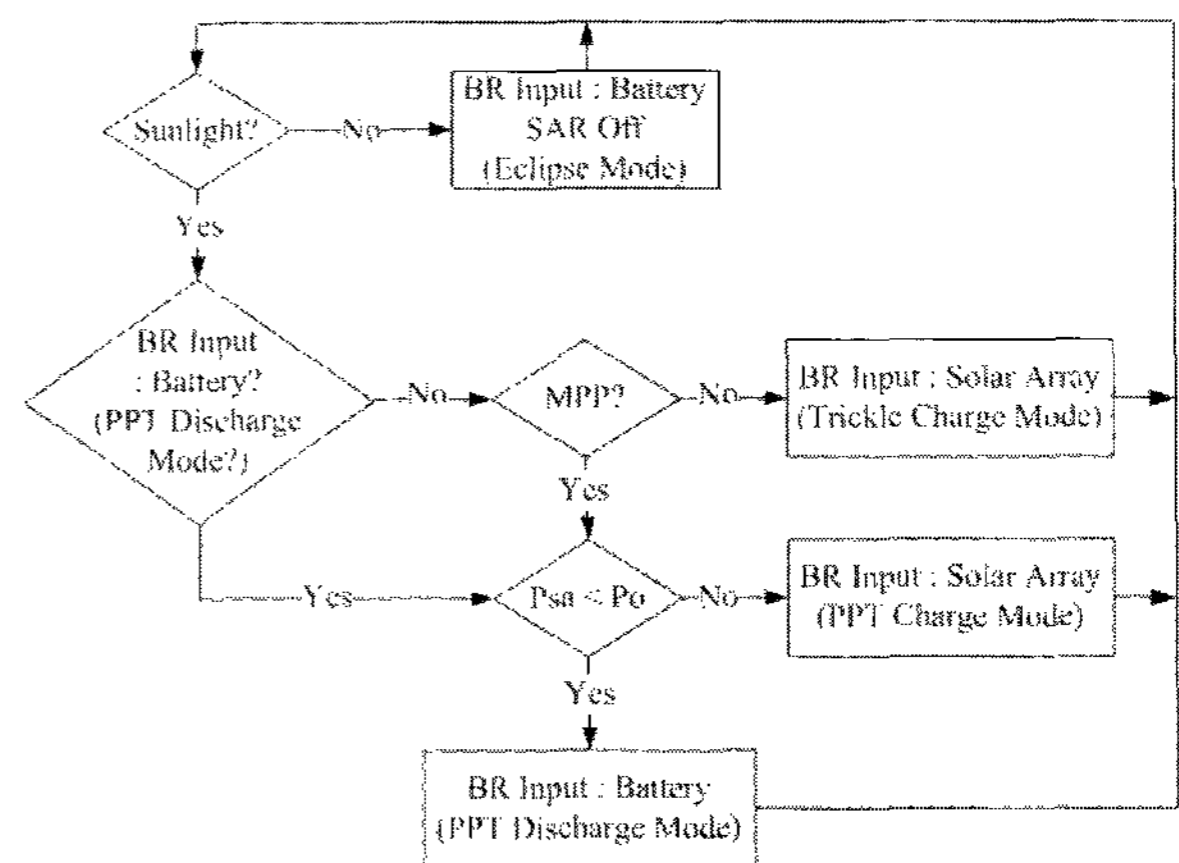 BR Input : Battery
SAR Off
(Eclipse Mode)
Sunlight?
No
Yes
BR Input
: Battery?
(PPT Discharge
Mode?)
No
MPP?
No
BR Input : Solar Array
(Trickle Charge Mode)
Yes
Yes
Psa < Po
No
BR Input : Solar Array
(PPT Charge Mode)
Yes
BR Input : Battery
(PPT Discharge Mode)